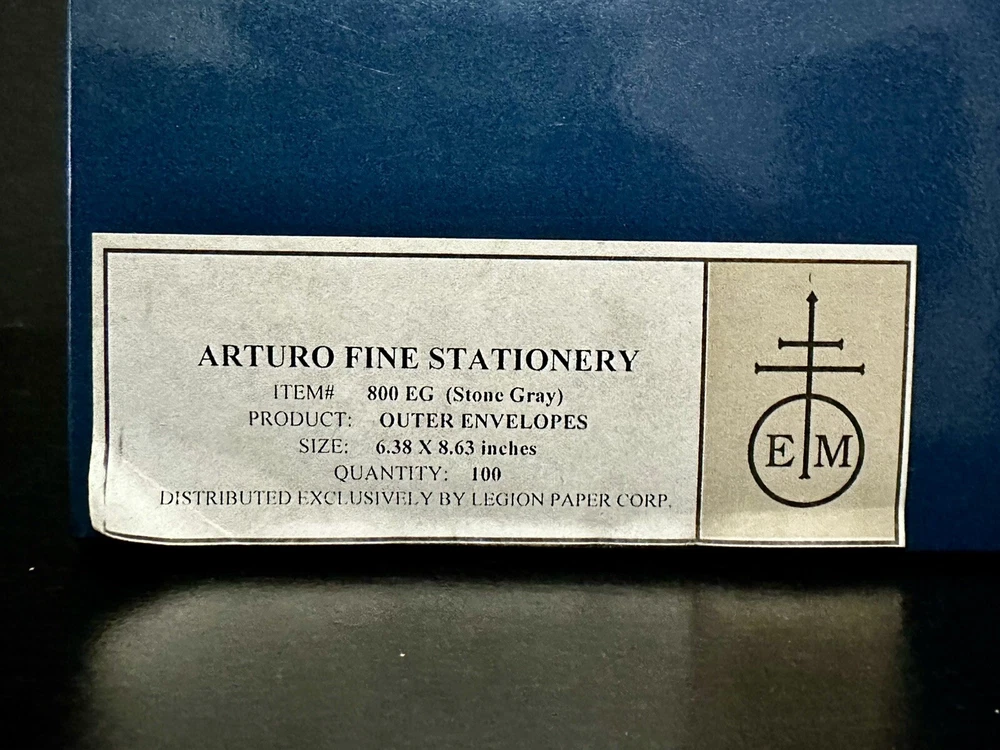 ARTURO FINE STATIONERY
ITEM# 800 EG (Stone Gray)
PRODUCT: OUTER ENVELOPES
SIZE: 6.38 X 8.63 inches
QUANTITY: 100
DISTRIBUTED EXCLUSIVELY BY LEGION PAPER CORP.
E M